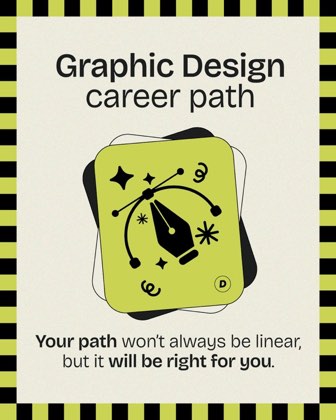 Graphic Design
career path
D
Your path won't always be linear,
but it will be right for you.